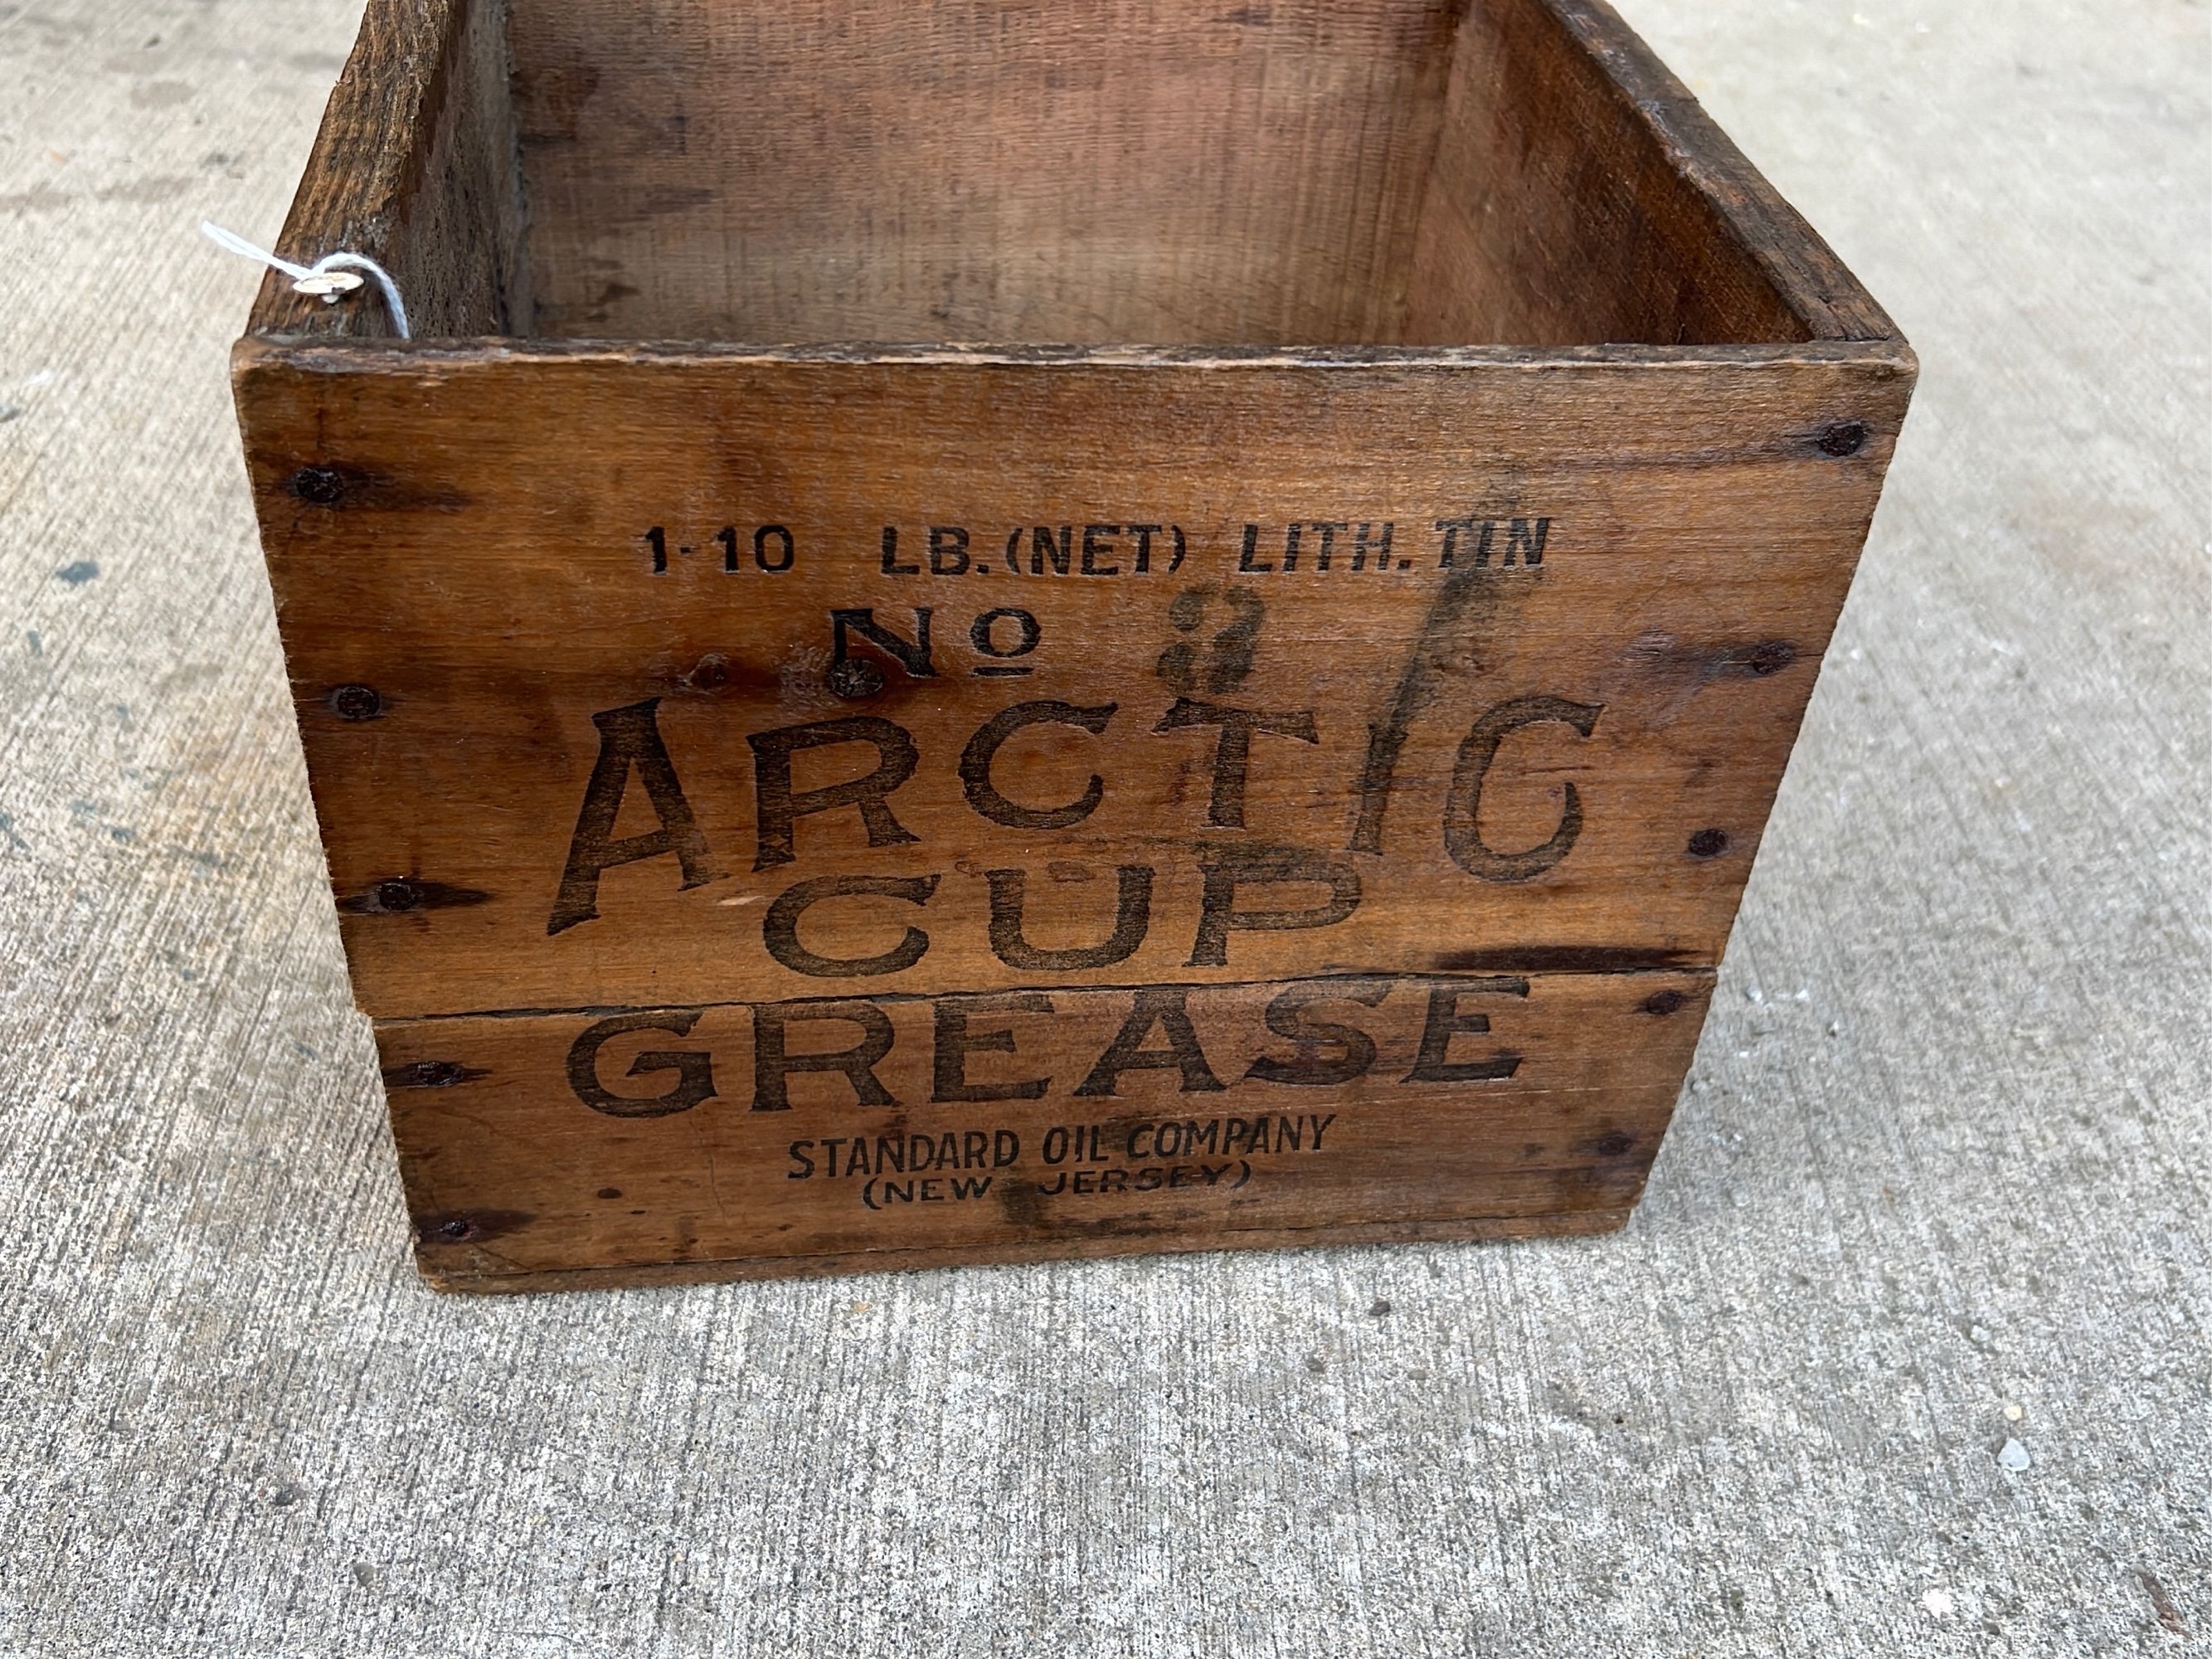 1-10 LB. (NET) LITH. TIN
No
ARCTIC
CUP
GREASE
STANDARD OIL COMPANY
(NEW JERSEY)